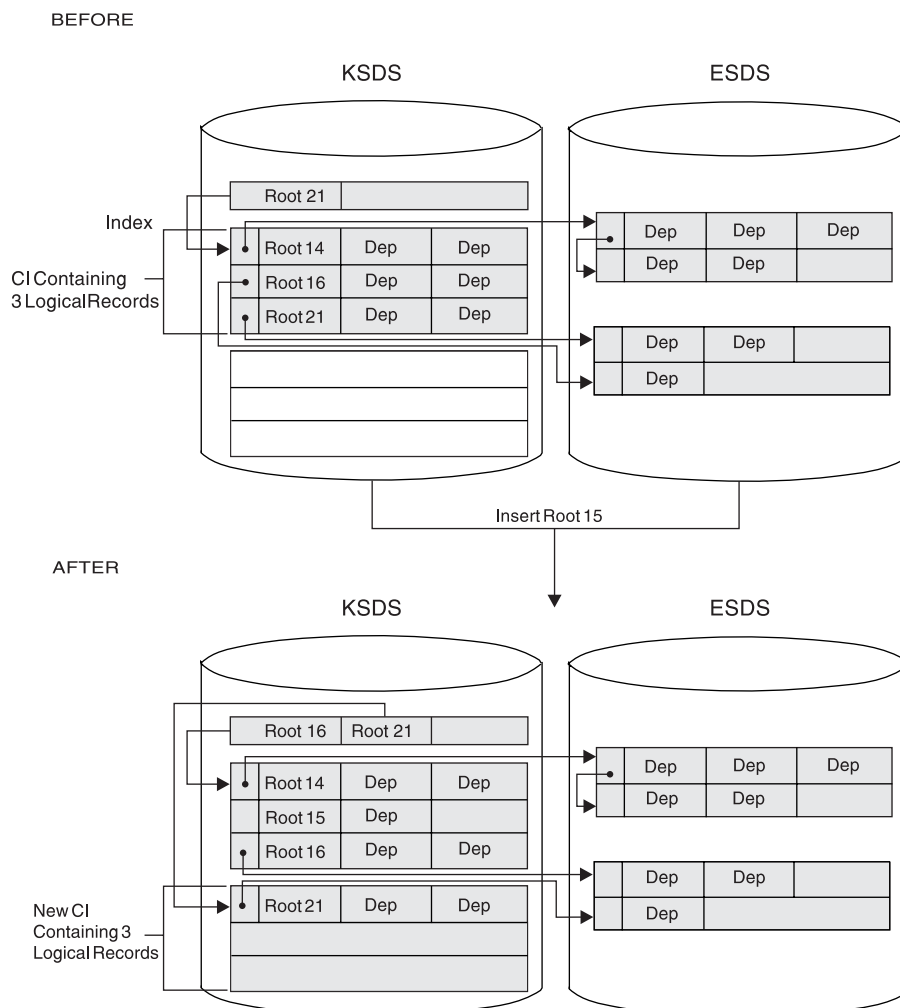 BEFORE
KSDS ESDS
Root 21
Index
CI Containing
3 Logical Records
Root 14 Dep Dep
Root 16 Dep Dep
Root 21 Dep Dep
Dep Dep Dep
Dep Dep
Dep Dep
Dep
Insert Root 15
AFTER
KSDS ESDS
Root 16 Root 21
Root 14 Dep Dep
Root 15 Dep
Root 16 Dep Dep
Dep Dep Dep
Dep Dep
New CI
Containing 3
Logical Records
Root 21 Dep Dep
Dep Dep
Dep